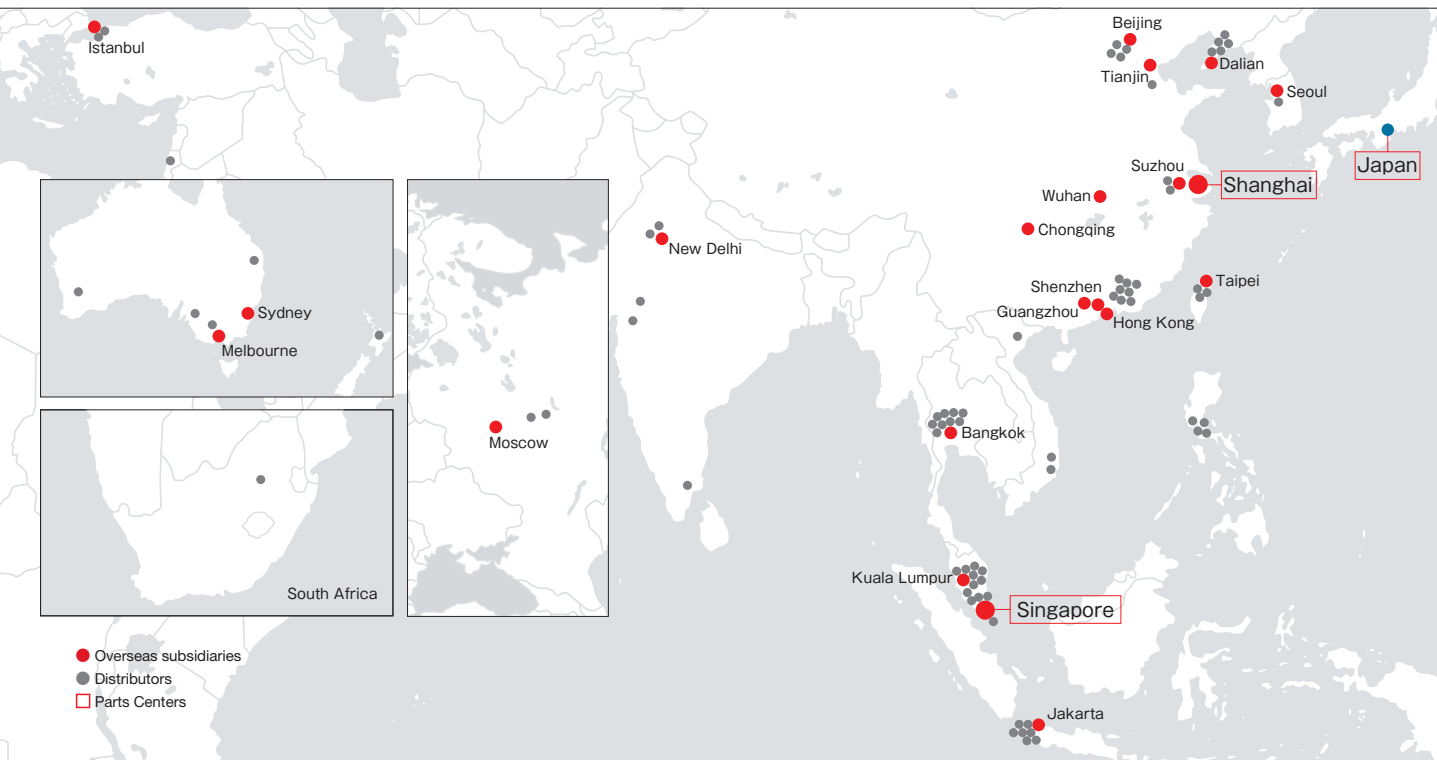 Beijing
Istanbul
Tianjin
Dalian
Seoul
Japan
Suzhou
Shanghai
Wuhan
Chongqing
New Delhi
Shenzhen
Taipei
Guangzhou
Hong Kong
Sydney
Melbourne
Moscow
Bangkok
Kuala Lumpur
South Africa
Singapore
Overseas subsidiaries
Distributors
Parts Centers
Jakarta